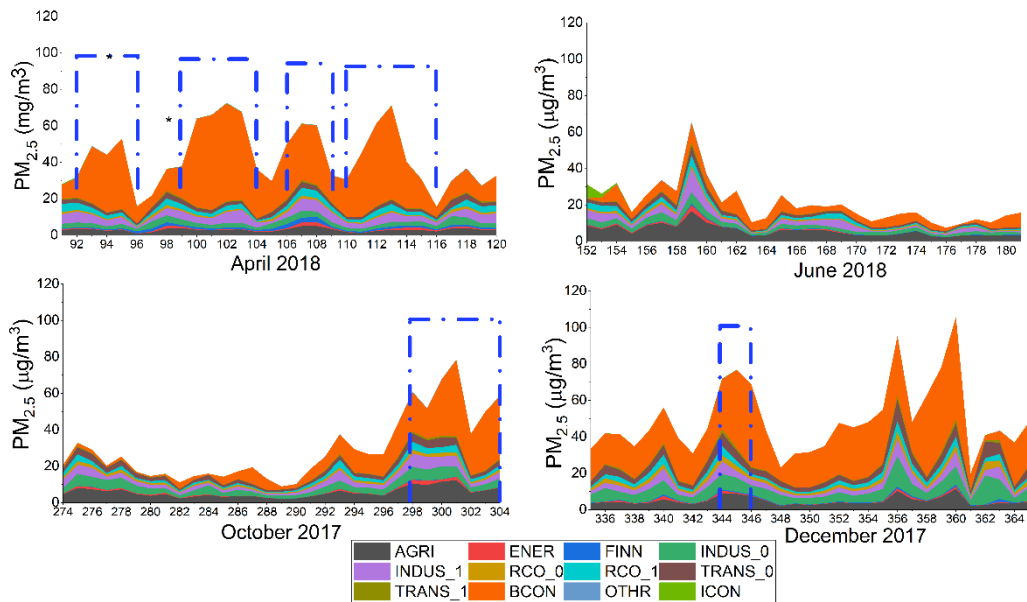 120
100
80
60
40
20
0
PM2.5 (mg/m3)
*
*
92 94 96 98 100 102 104 106 108 110 112 114 116 118 120
April 2018
120
100
80
60
40
20
0
PM2.5 (μg/m3)
152 154 156 158 160 162 164 166 168 170 172 174 176 178 180
June 2018
120
100
80
60
40
20
0
PM2.5 (μg/m3)
274 276 278 280 282 284 286 288 290 292 294 296 298 300 302 304
October 2017
120
100
80
60
40
20
0
PM2.5 (μg/m3)
336 338 340 342 344 346 348 350 352 354 356 358 360 362 364
December 2017
AGRI ENER FINN INDUS_0
INDUS_1 RCO_0 RCO_1 TRANS_0
TRANS_1 BCON OTHR ICON